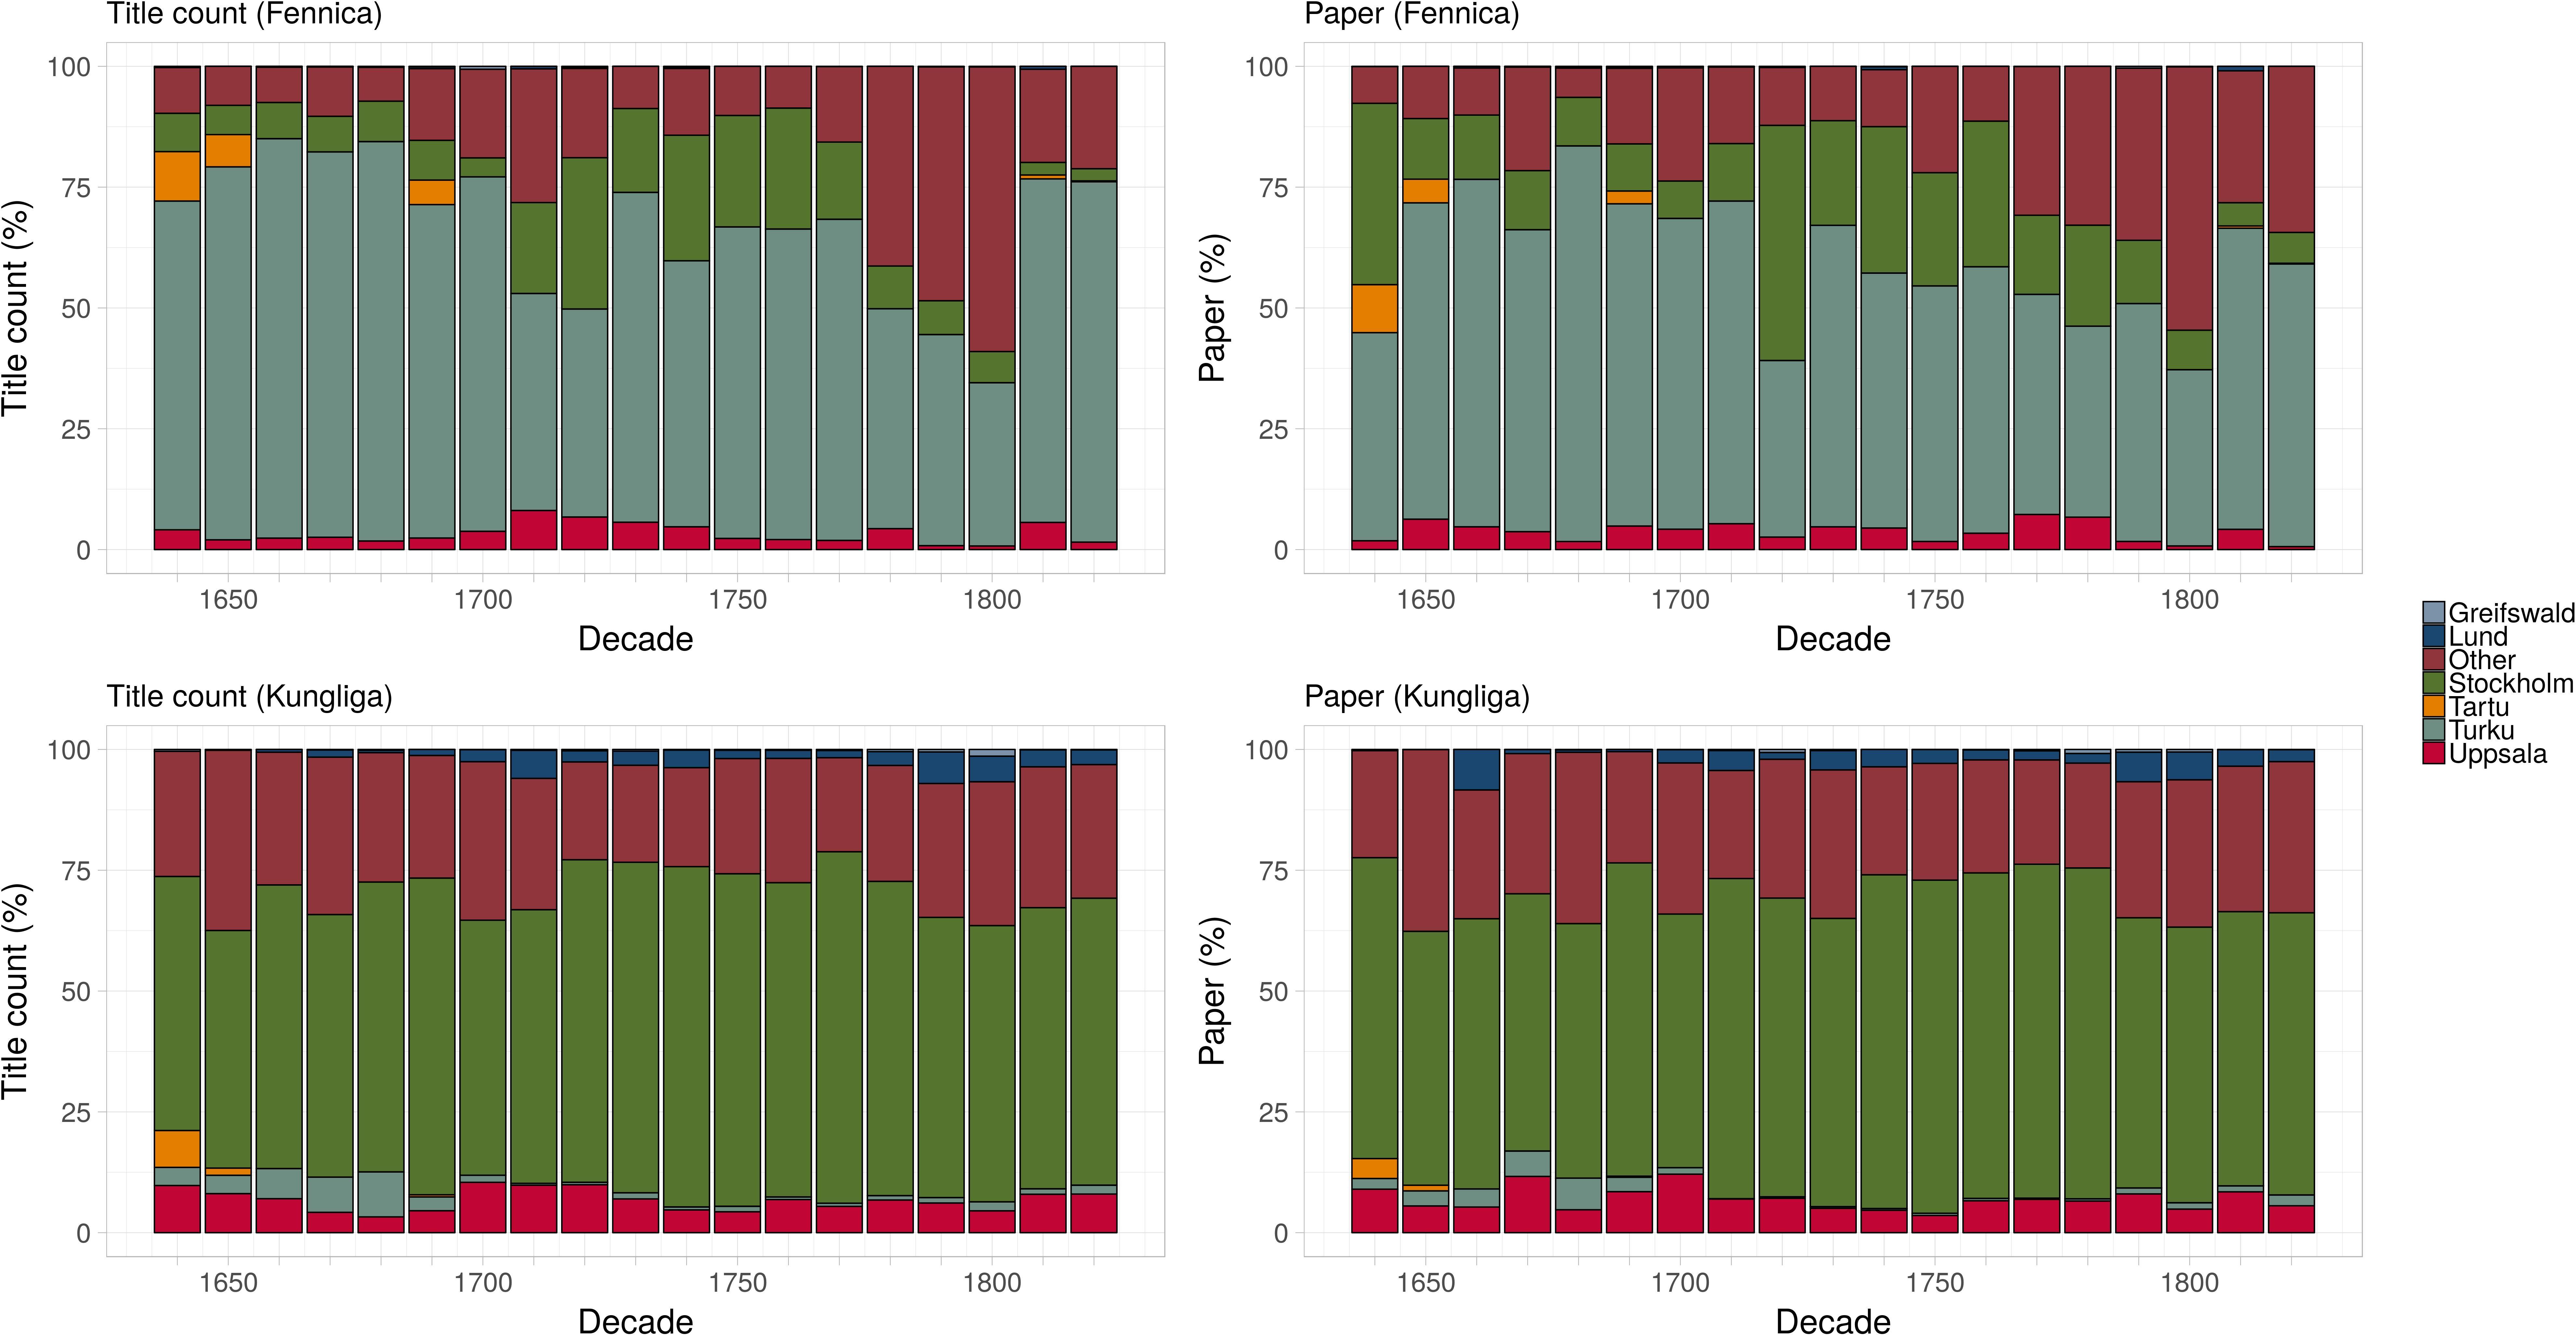 Title count (Fennica)
Title count (%)
100
75
50
25
0
1650 1700 1750 1800
Decade
Paper (Fennica)
Paper (%)
100
75
50
25
0
1650 1700 1750 1800
Decade
Title count (Kungliga)
Title count (%)
100
75
50
25
0
1650 1700 1750 1800
Decade
Paper (Kungliga)
Paper (%)
100
75
50
25
0
1650 1700 1750 1800
Decade
Greifswald
Lund
Other
Stockholm
Tartu
Turku
Uppsala